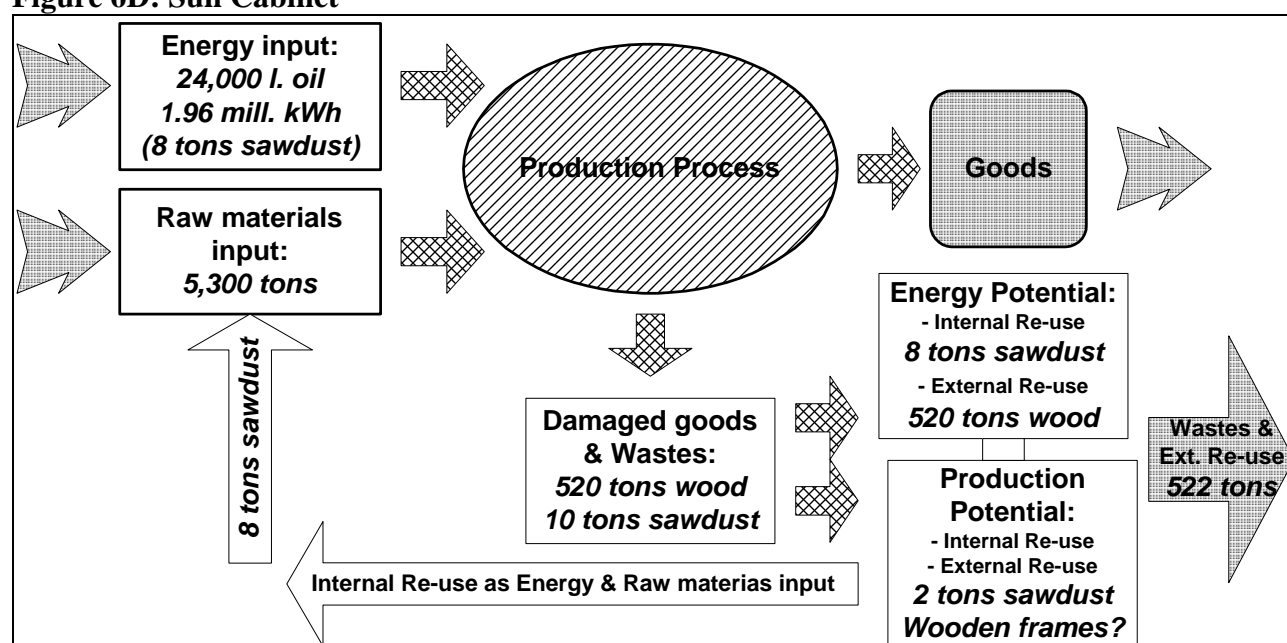 Figure 6D: Sun Cabinet
Energy input:
24,000 l. oil
1.96 mill. kWh
(8 tons sawdust)
Production Process
Goods
Raw materials
input:
5,300 tons
8 tons sawdust
Damaged goods
& Wastes:
520 tons wood
10 tons sawdust
Energy Potential:
- Internal Re-use
8 tons sawdust
- External Re-use
520 tons wood
Production
Potential:
- Internal Re-use
- External Re-use
2 tons sawdust
Wooden frames?
Wastes &
Ext. Re-use
522 tons
Internal Re-use as Energy & Raw materias input